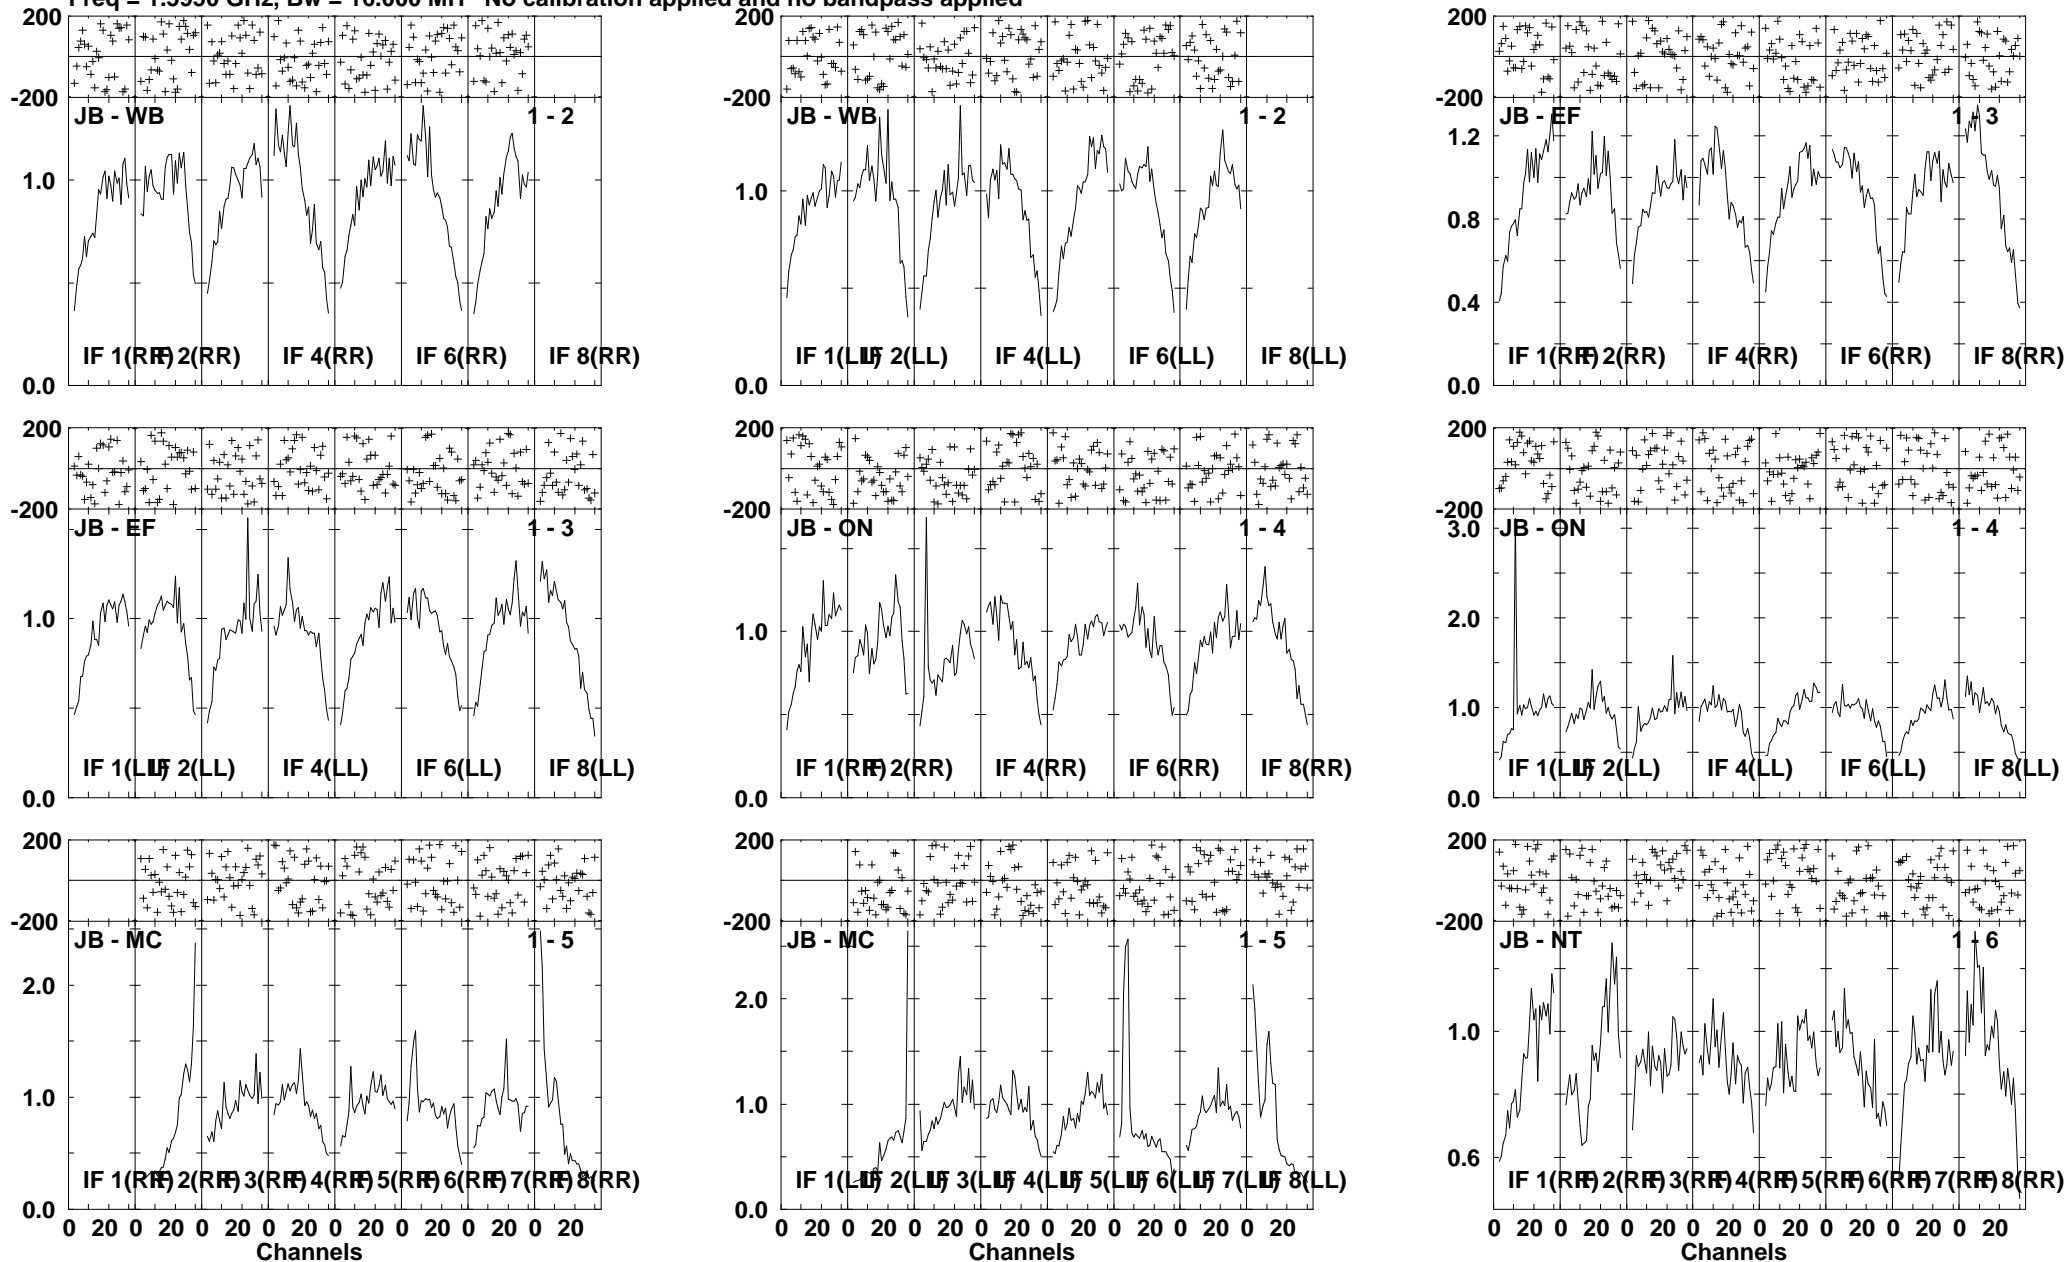 No calibration applied and no bandpass applied
200
-200
JB - WB 1 - 2
1.0
IF 1(RR) IF 2(RR) IF 4(RR) IF 6(RR) IF 8(RR)
0.0
-200
JB - WB 1 - 2
1.0
IF 1(LL) IF 2(LL) IF 4(LL) IF 6(LL) IF 8(LL)
0.0
200
-200
JB - EF 1 - 3
1.2
1.0
0.8
0.6
0.4
IF 1(RR) IF 2(RR) IF 4(RR) IF 6(RR) IF 8(RR)
0.0
200
-200
JB - EF 1 - 3
1.0
IF 1(LL) IF 2(LL) IF 4(LL) IF 6(LL) IF 8(LL)
0.0
200
-200
JB - ON 1 - 4
1.0
IF 1(RR) IF 2(RR) IF 4(RR) IF 6(RR) IF 8(RR)
0.0
200
-200
3.0
JB - ON 1 - 4
2.0
1.0
IF 1(LL) IF 2(LL) IF 4(LL) IF 6(LL) IF 8(LL)
0.0
200
-200
JB - MC 1 - 5
2.0
1.0
IF 1(RR) IF 2(RR) IF 3(RR) IF 4(RR) IF 5(RR) IF 6(RR) IF 7(RR) IF 8(RR)
0.0
0 20 0 20 0 20 0 20 0 20 0 20 0 20 0 20
Channels
200
-200
JB - MC 1 - 5
2.0
1.0
IF 1(LL) IF 2(LL) IF 3(LL) IF 4(LL) IF 5(LL) IF 6(LL) IF 7(LL) IF 8(LL)
0.0
0 20 0 20 0 20 0 20 0 20 0 20 0 20 0 20
Channels
200
-200
JB - NT 1 - 6
1.0
0.6
IF 1(RR) IF 2(RR) IF 3(RR) IF 4(RR) IF 5(RR) IF 6(RR) IF 7(RR) IF 8(RR)
0 20 0 20 0 20 0 20 0 20 0 20 0 20 0 20
Channels